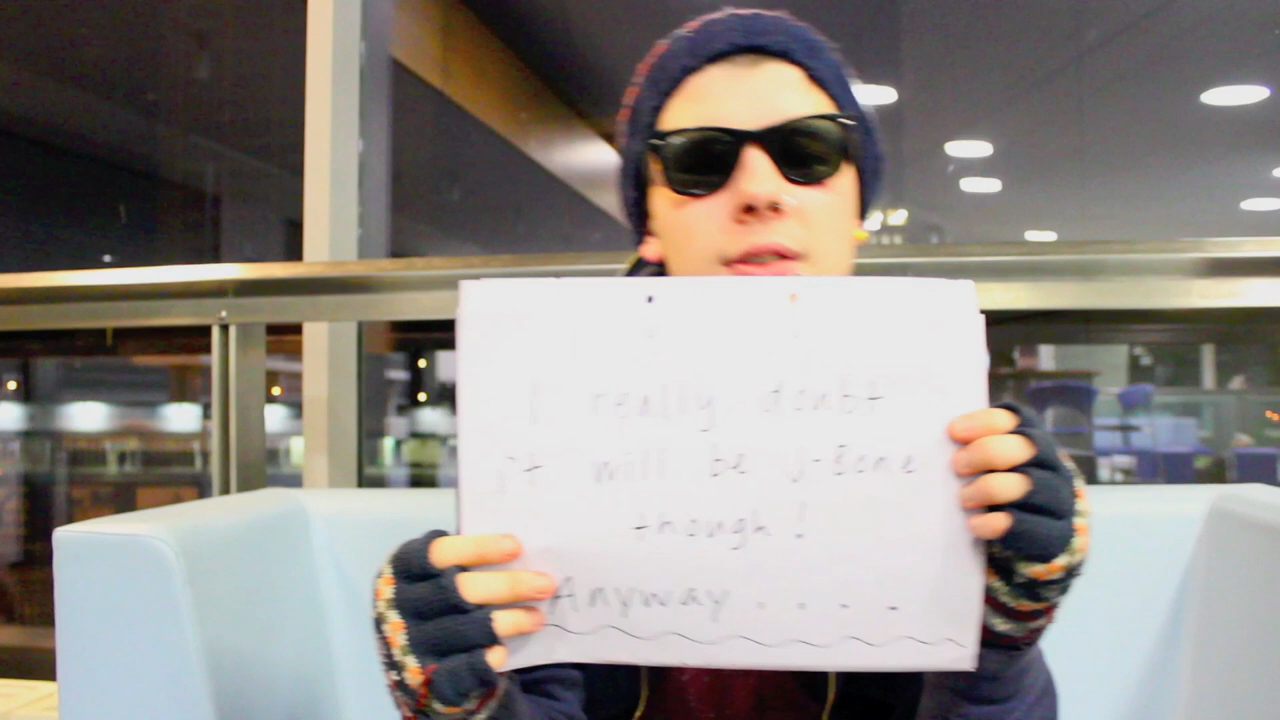 I really doubt
it will be J-Bone
though!
Anyway . . . .